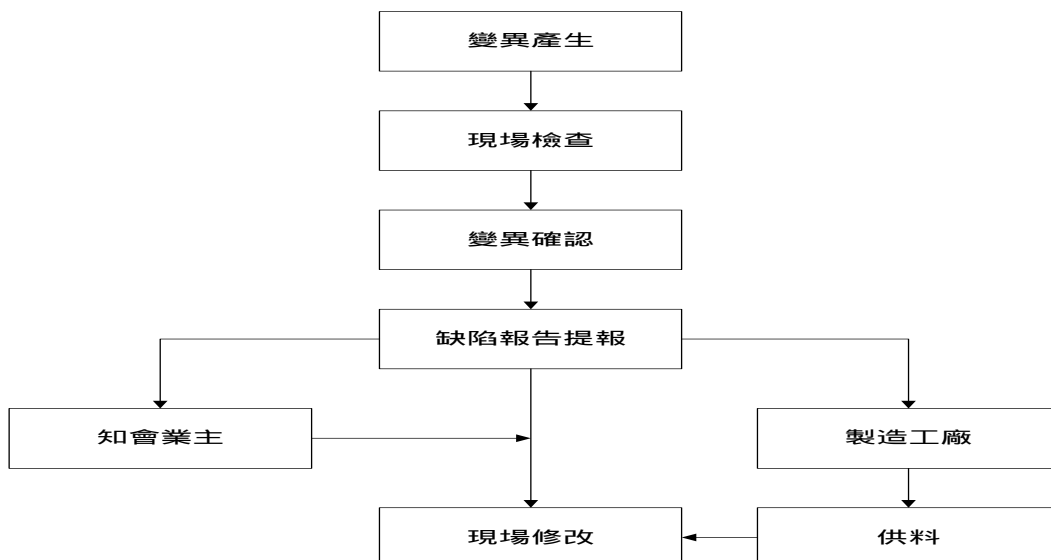 變異產生
現場檢查
變異確認
缺陷報告提報
知會業主
製造工廠
現場修改
供料